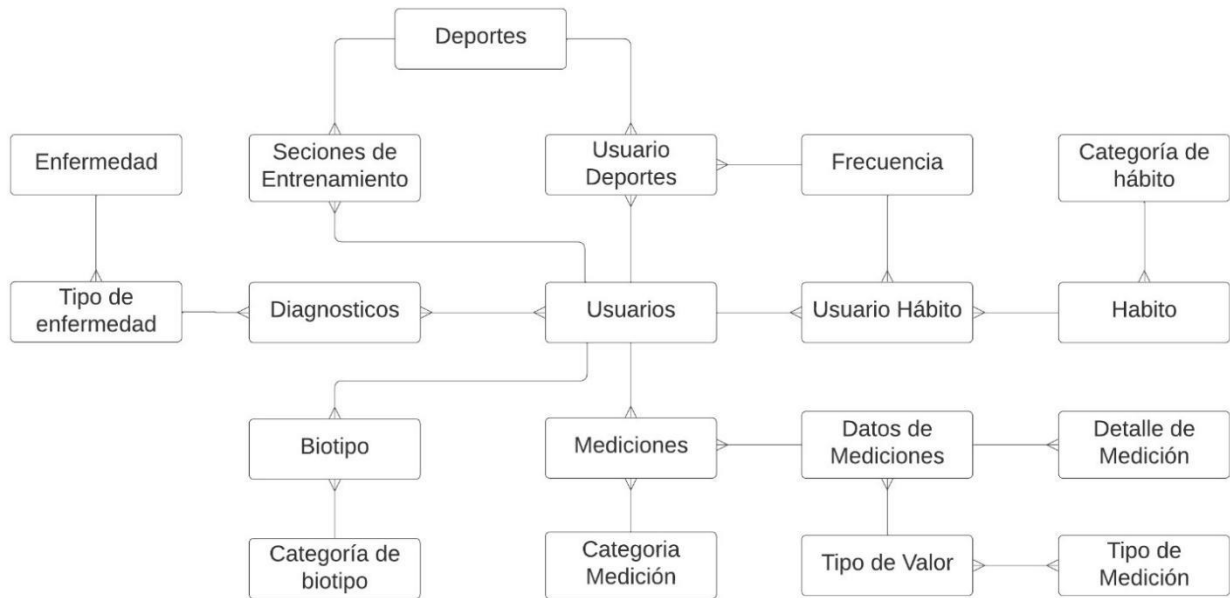 Deportes
Enfermedad
Seciones de
Entrenamiento
Usuario
Deportes
Frecuencia
Categoría de
hábito
Tipo de
enfermedad
Diagnosticos
Usuarios
Usuario Hábito
Habito
Biotipo
Mediciones
Datos de
Mediciones
Detalle de
Medición
Categoría de
biotipo
Categoria
Medición
Tipo de Valor
Tipo de
Medición